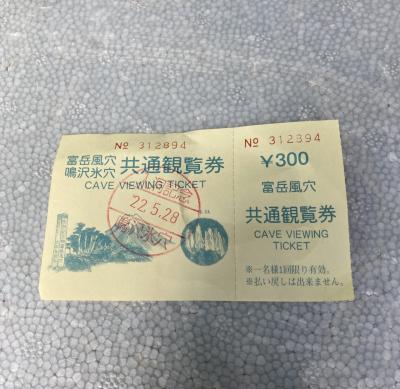 № 312894
富岳風穴
鳴沢氷穴 共通観覧券
CAVE VIEWING TICKET
記念
22.5.28
鳴沢氷穴
№ 312894
¥300
富岳風穴
共通観覧券
CAVE VIEWING
TICKET
※一名様1回限り有効。
※払い戻しは出来ません。